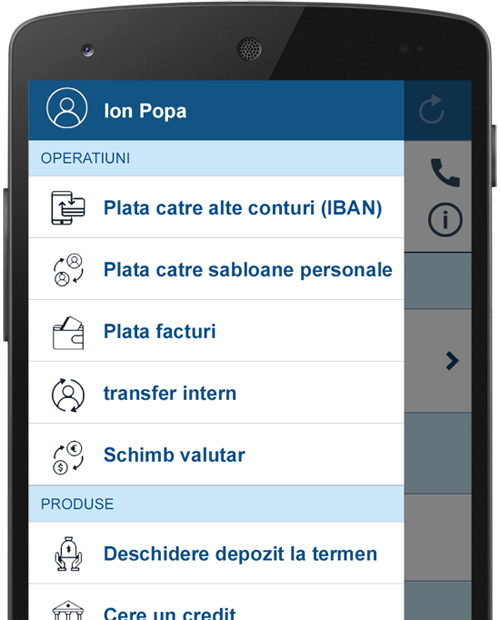 Ion Popa
OPERATIUNI
Plata catre alte conturi (IBAN)
Plata catre sabloane personale
Plata facturi
transfer intern
Schimb valutar
PRODUSE
Deschidere depozit la termen
Cere un credit